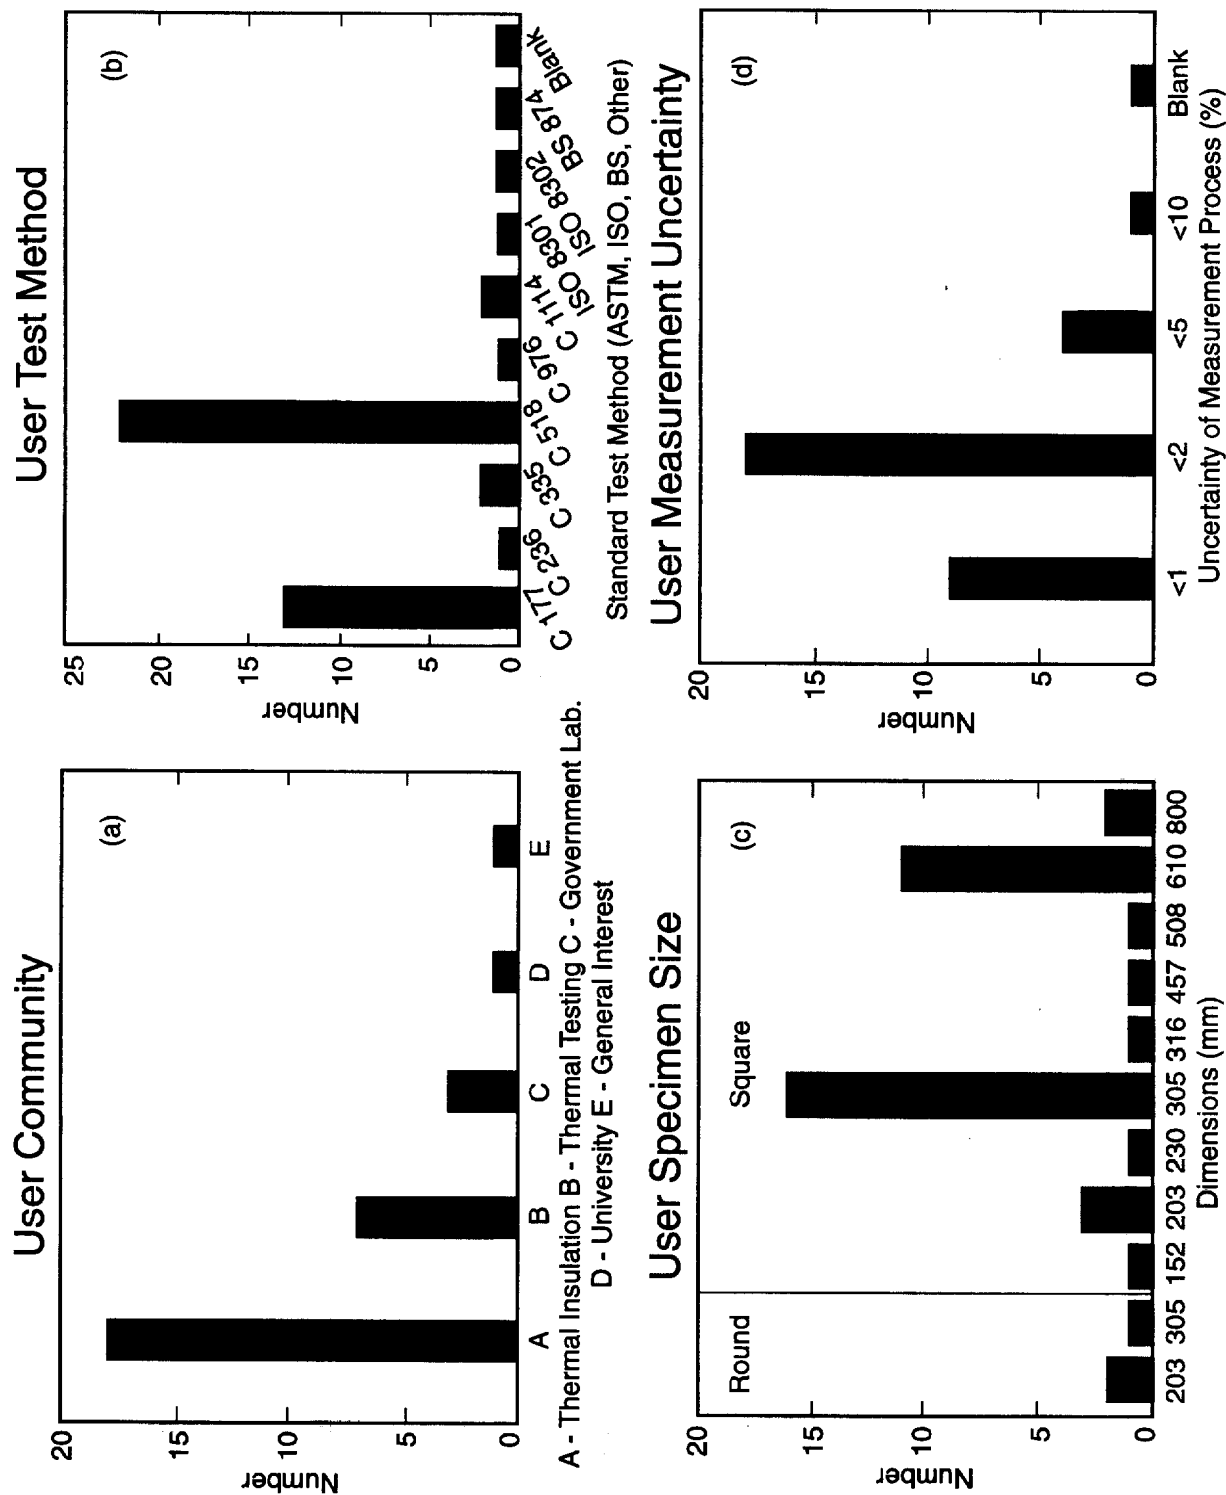 User Community
(a)
20
15
10
5
0
Number
A B C D E
A - Thermal Insulation B - Thermal Testing C - Government Lab.
D - University E - General Interest
User Test Method
(b)
25
20
15
10
5
0
Number
C 177 C 236 C 335 C 518 C 976 C 1114 ISO 8301 ISO 8302 BS 874 Blank
Standard Test Method (ASTM, ISO, BS, Other)
User Specimen Size
Round Square (c)
20
15
10
5
0
Number
203 305 152 203 230 305 316 457 508 610 800
Dimensions (mm)
User Measurement Uncertainty
(d)
20
15
10
5
0
Number
<1 <2 <5 <10 Blank
Uncertainty of Measurement Process (%)